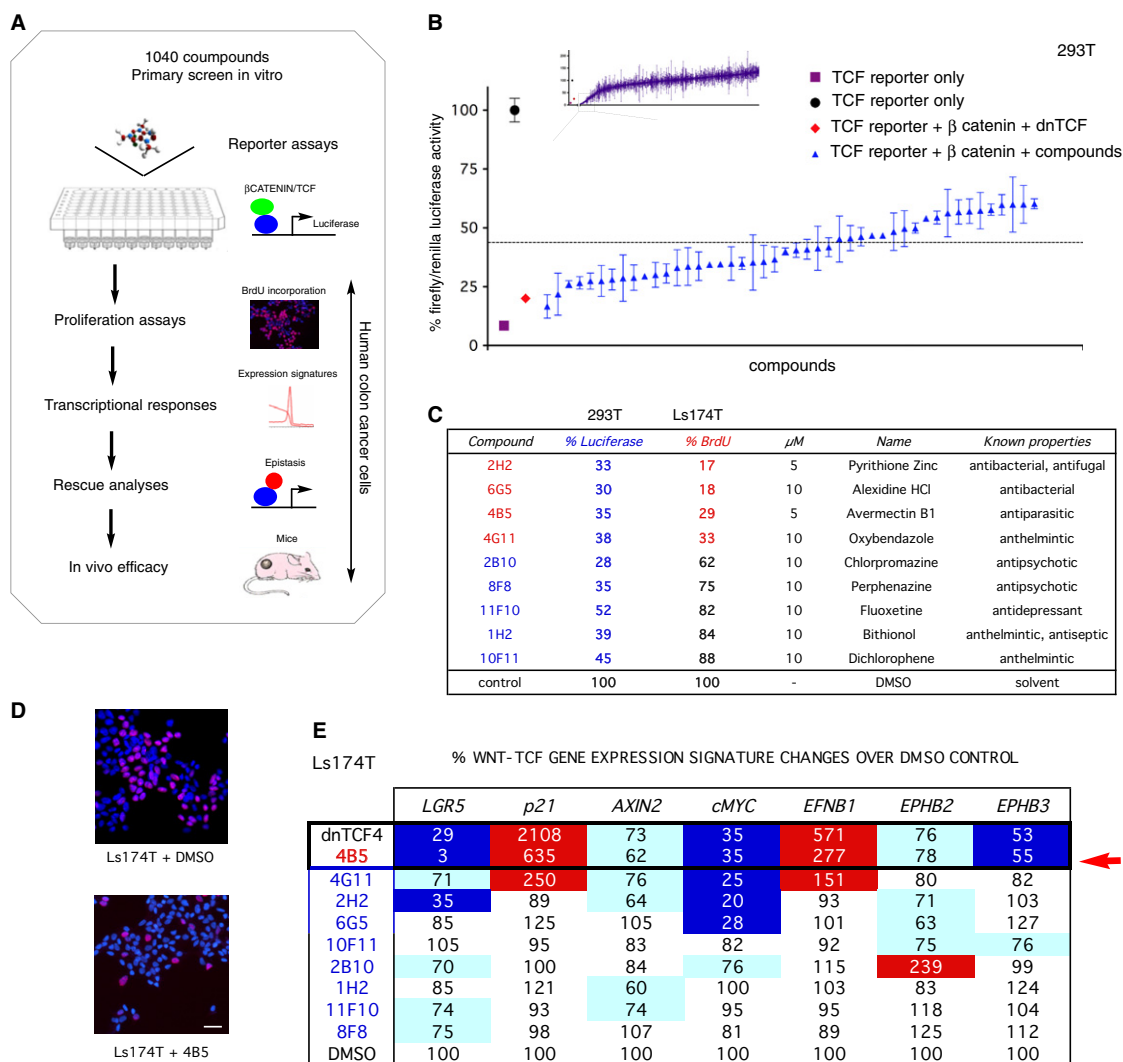 A
1040 coumpounds
Primary screen in vitro
Reporter assays
βCATENIN/TCF
Luciferase
BrdU incorporation
Proliferation assays
Expression signatures
Transcriptional responses
Epistasis
Rescue analyses
Mice
In vivo efficacy
Human colon cancer cells
B
293T
TCF reporter only
TCF reporter only
TCF reporter + β catenin + dnTCF
TCF reporter + β catenin + compounds
% firefly/renilla luciferase activity
100
75
50
25
0
200
150
100
50
0
compounds
C
293T Ls174T
Compound % Luciferase % BrdU µM Name Known properties
2H2 33 17 5 Pyrithione Zinc antibacterial, antifugal
6G5 30 18 10 Alexidine HCl antibacterial
4B5 35 29 5 Avermectin B1 antiparasitic
4G11 38 33 10 Oxybendazole anthelmintic
2B10 28 62 10 Chlorpromazine antipsychotic
8F8 35 75 10 Perphenazine antipsychotic
11F10 52 82 10 Fluoxetine antidepressant
1H2 39 84 10 Bithionol anthelmintic, antiseptic
10F11 45 88 10 Dichlorophene anthelmintic
control 100 100 - DMSO solvent
D
Ls174T + DMSO
Ls174T + 4B5
E
Ls174T
% WNT-TCF GENE EXPRESSION SIGNATURE CHANGES OVER DMSO CONTROL
LGR5 p21 AXIN2 cMYC EFNB1 EPHB2 EPHB3
dnTCF4 29 2108 73 35 571 76 53
4B5 3 635 62 35 277 78 55
4G11 71 250 76 25 151 80 82
2H2 35 89 64 20 93 71 103
6G5 85 125 105 28 101 63 127
10F11 105 95 83 82 92 75 76
2B10 70 100 84 76 115 239 99
1H2 85 121 60 100 103 83 124
11F10 74 93 74 95 95 118 104
8F8 75 98 107 81 89 125 112
DMSO 100 100 100 100 100 100 100